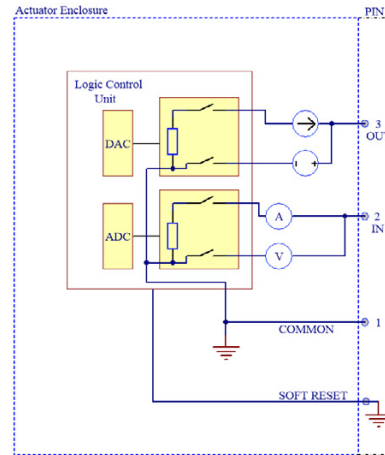 Actuator Enclosure
PIN
Logic Control
Unit
DAC
3
OUT
A
2
IN
ADC
V
1
COMMON
SOFT RESET